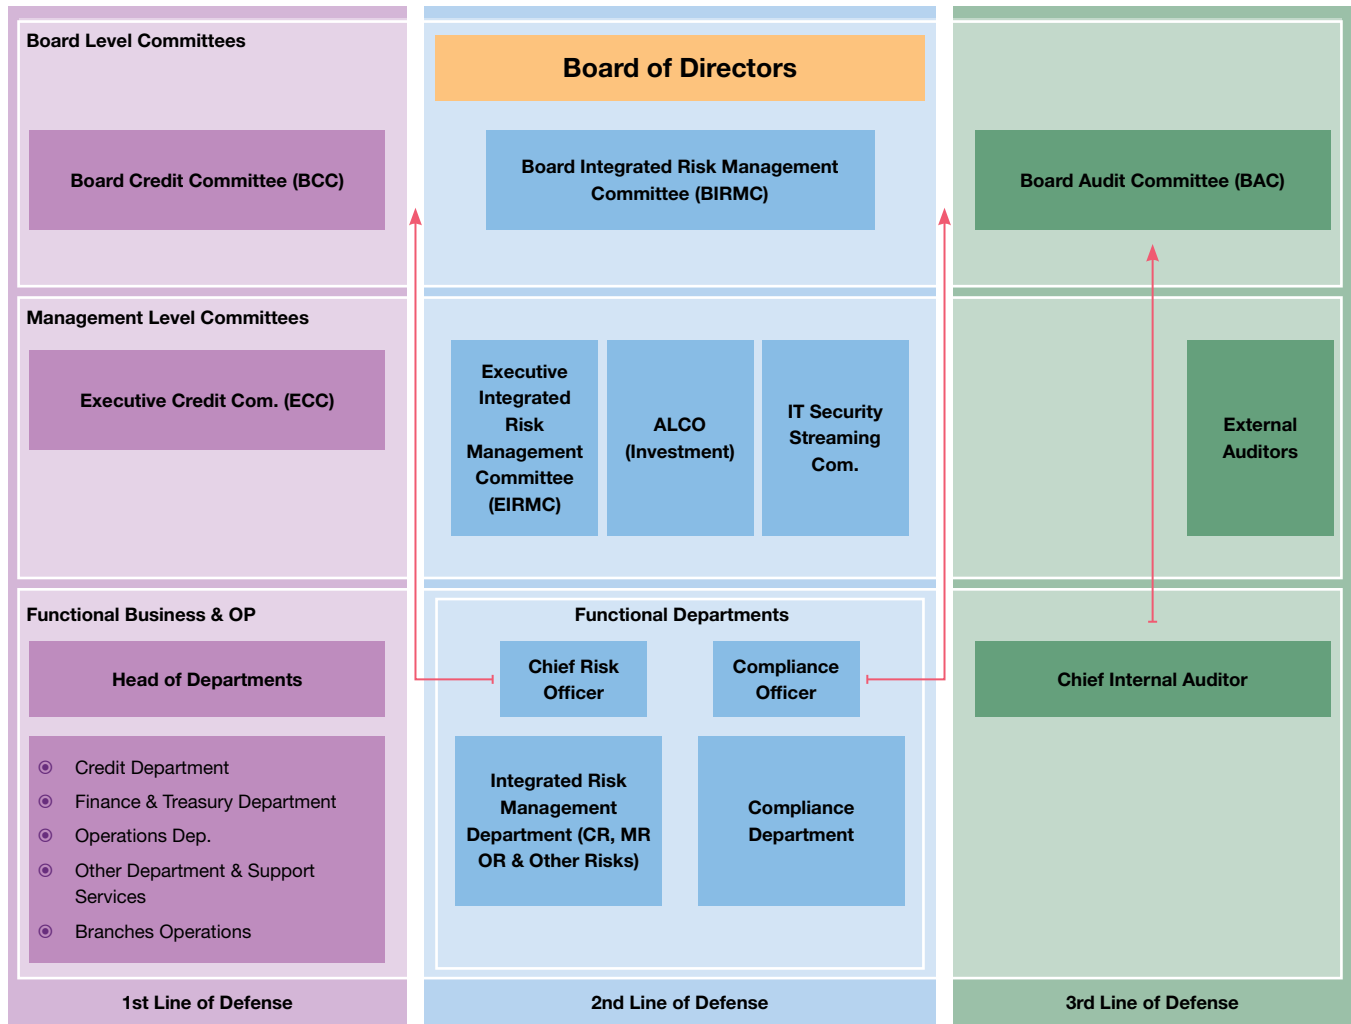 Board Level Committees
Board of Directors
Board Credit Committee (BCC)
Board Integrated Risk Management
Committee (BIRMC)
Board Audit Committee (BAC)
Management Level Committees
Executive Credit Com. (ECC)
Executive
Integrated
Risk
Management
Committee
(EIRMC)
ALCO
(Investment)
IT Security
Streaming
Com.
External
Auditors
Functional Business & OP
Head of Departments
Credit Department
Finance & Treasury Department
Operations Dep.
Other Department & Support
Services
Branches Operations
Functional Departments
Chief Risk
Officer
Compliance
Officer
Integrated Risk
Management
Department (CR, MR
OR & Other Risks)
Compliance
Department
Chief Internal Auditor
1st Line of Defense
2nd Line of Defense
3rd Line of Defense